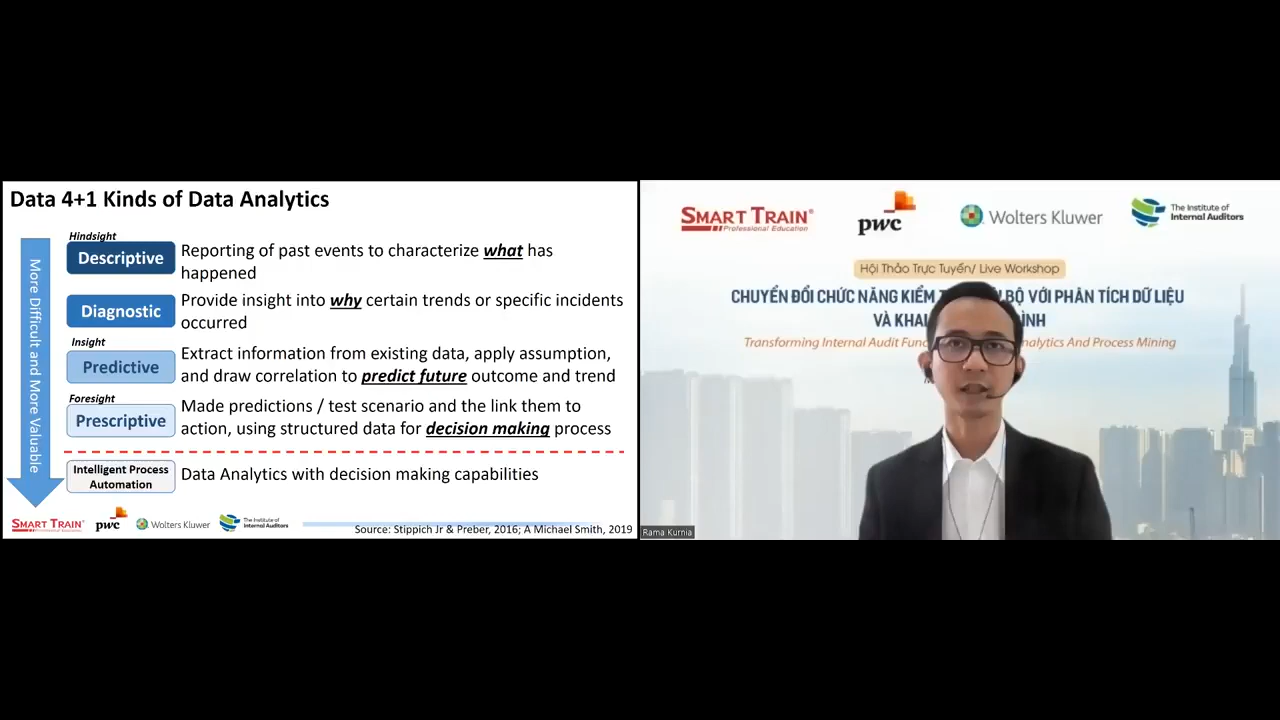 Data 4+1 Kinds of Data Analytics
More Difficult and More Valuable
Hindsight
Descriptive
Reporting of past events to characterize what has
happened
Diagnostic
Provide insight into why certain trends or specific incidents
occurred
Insight
Predictive
Extract information from existing data, apply assumption,
and draw correlation to predict future outcome and trend
Foresight
Prescriptive
Made predictions / test scenario and the link them to
action, using structured data for decision making process
Intelligent Process
Automation
Data Analytics with decision making capabilities
SMART TRAIN
pwc
Wolters Kluwer
The Institute of
Internal Auditors
Source: Stippich Jr & Preber, 2016; A Michael Smith, 2019
SMART TRAIN®
Professional Education
pwc
Wolters Kluwer
The Institute of
Internal Auditors
Hội Thảo Trực Tuyến/ Live Workshop
CHUYỂN ĐỔI CHỨC NĂNG KIỂM BỘ VỚI PHÂN TÍCH DỮ LIỆU
VÀ
Transforming Internal Audit And Process Mining
Rama Kurnia